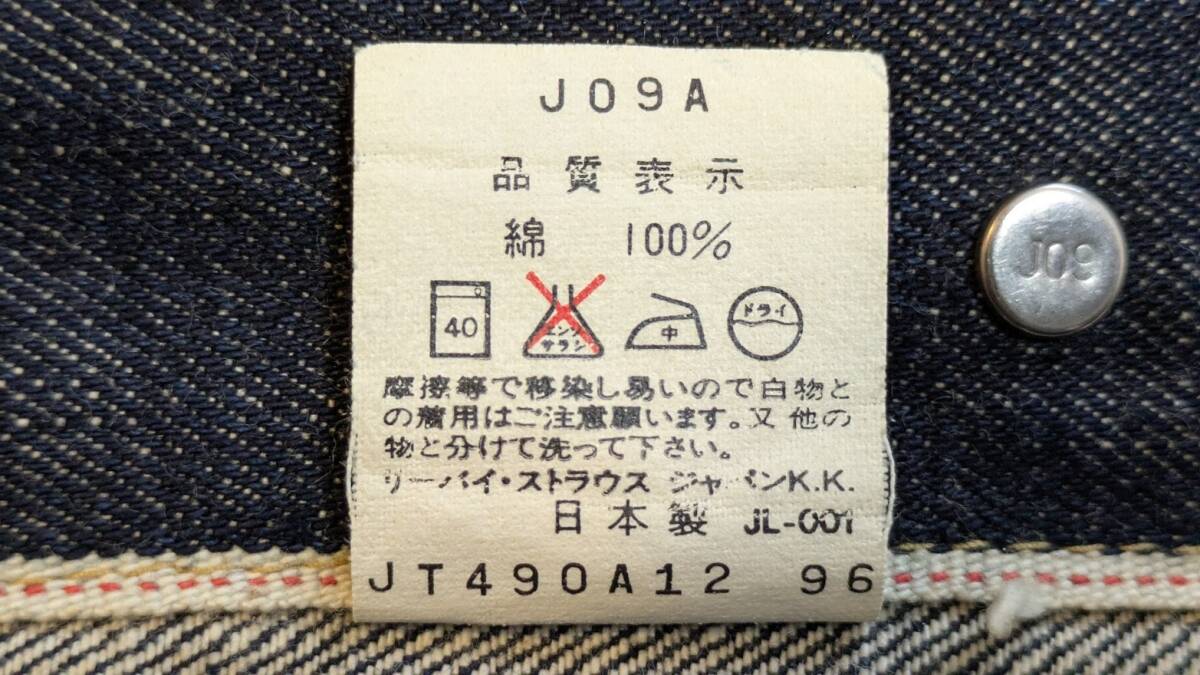 J09A
品質表示
綿 100%
40
エンソ
サラシ
中
ドライ
J09
摩擦等で移染し易いので白物と
の着用はご注意願います。又他の
物と分けて洗って下さい。
リーバイ・ストラウス ジャパンK.K.
日本製 JL-001
JT490A12 96